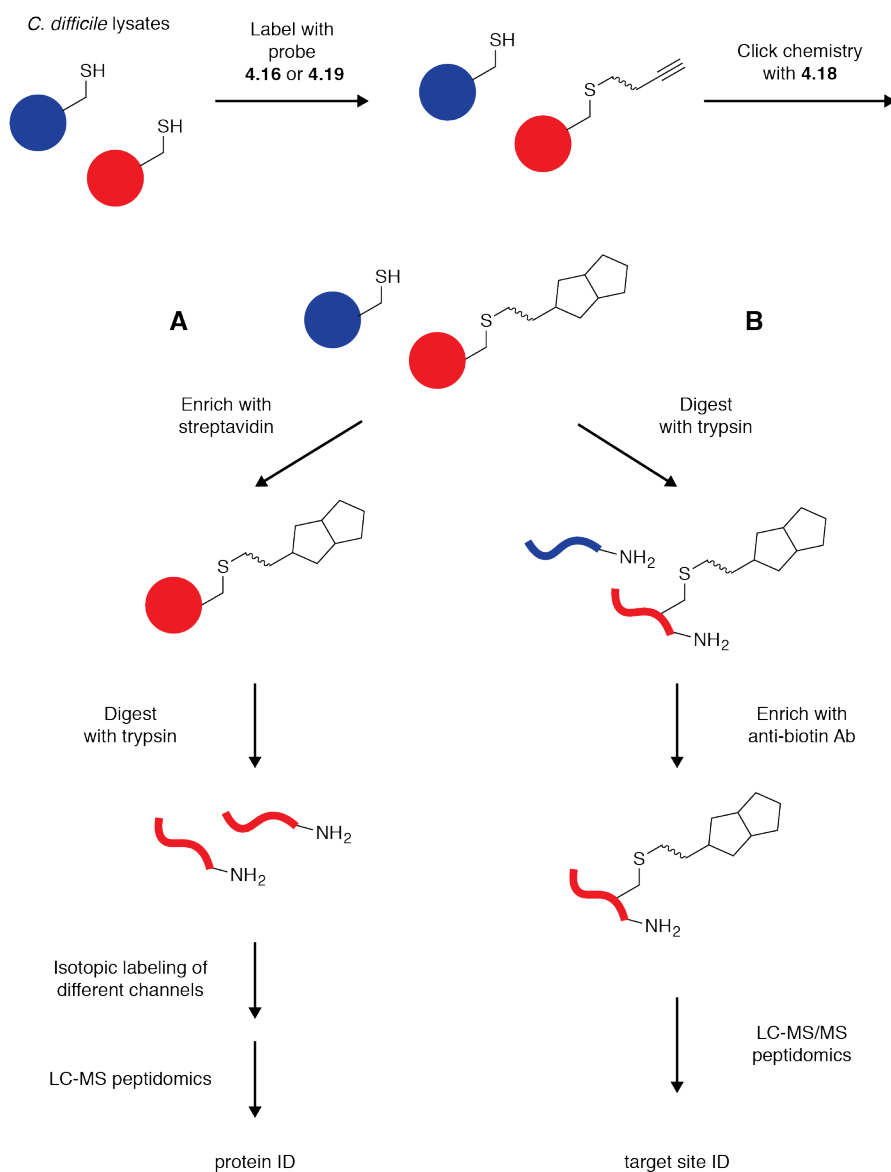 C. difficile lysates
Label with
probe
4.16 or 4.19
Click chemistry
with 4.18
SH
SH
SH
S
A
B
SH
S
Enrich with
streptavidin
Digest
with trypsin
S
NH2
S
NH2
Digest
with trypsin
Enrich with
anti-biotin Ab
NH2
NH2
S
NH2
Isotopic labeling of
different channels
LC-MS peptidomics
LC-MS/MS
peptidomics
protein ID
target site ID